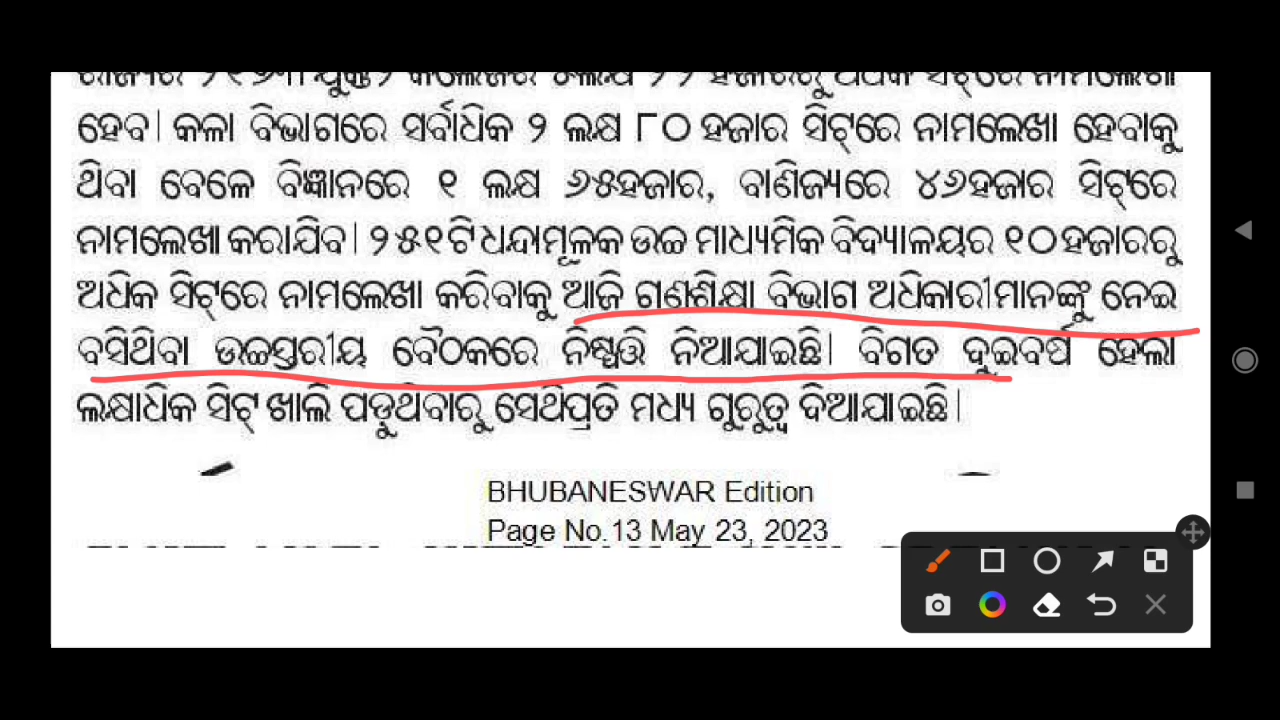 ହେବ। କଳା ବିଭାଗରେ ସର୍ବାଧିକ ୨ ଲକ୍ଷ ୮୦ ହଜାର ସିଟ୍‌ରେ ନାମଲେଖା ହେବାକୁ
ଥିବା ବେଳେ ବିଜ୍ଞାନରେ ୧ ଲକ୍ଷ ୬୫ହଜାର, ବାଣିଜ୍ୟରେ ୪୬ହଜାର ସିଟ୍‌ରେ
ନାମଲେଖା କରାଯିବ। ୨୫୧ଟି ଧନ୍ଦାମୂଳକ ଉଚ୍ଚ ମାଧ୍ୟମିକ ବିଦ୍ୟାଳୟର ୧୦ହଜାରରୁ
ଅଧିକ ସିଟ୍‌ରେ ନାମଲେଖା କରିବାକୁ ଆଜି ଗଣଶିକ୍ଷା ବିଭାଗ ଅଧିକାରୀମାନଙ୍କୁ ନେଇ
ବସିଥିବା ଉଚ୍ଚସ୍ତରୀୟ ବୈଠକରେ ନିଷ୍ପତ୍ତି ନିଆଯାଇଛି। ବିଗତ ଦୁଇବର୍ଷ ହେଲା
ଲକ୍ଷାଧିକ ସିଟ୍ ଖାଲି ପଡ଼ୁଥିବାରୁ ସେଥିପ୍ରତି ମଧ୍ୟ ଗୁରୁତ୍ୱ ଦିଆଯାଇଛି।
BHUBANESWAR Edition
Page No.13 May 23, 2023